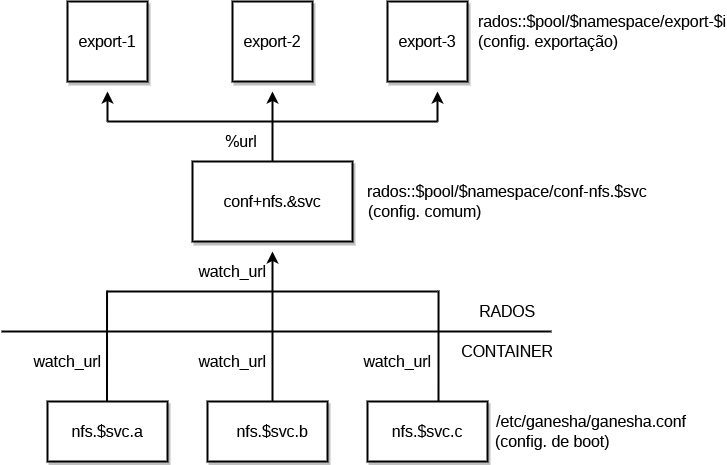 export-1
export-2
export-3
rados::$pool/$namespace/export-$i
(config. exportação)
%url
conf+nfs.&svc
rados::$pool/$namespace/conf-nfs.$svc
(config. comum)
watch_url
RADOS
CONTAINER
watch_url
watch_url
watch_url
nfs.$svc.a
nfs.$svc.b
nfs.$svc.c
/etc/ganesha/ganesha.conf
(config. de boot)